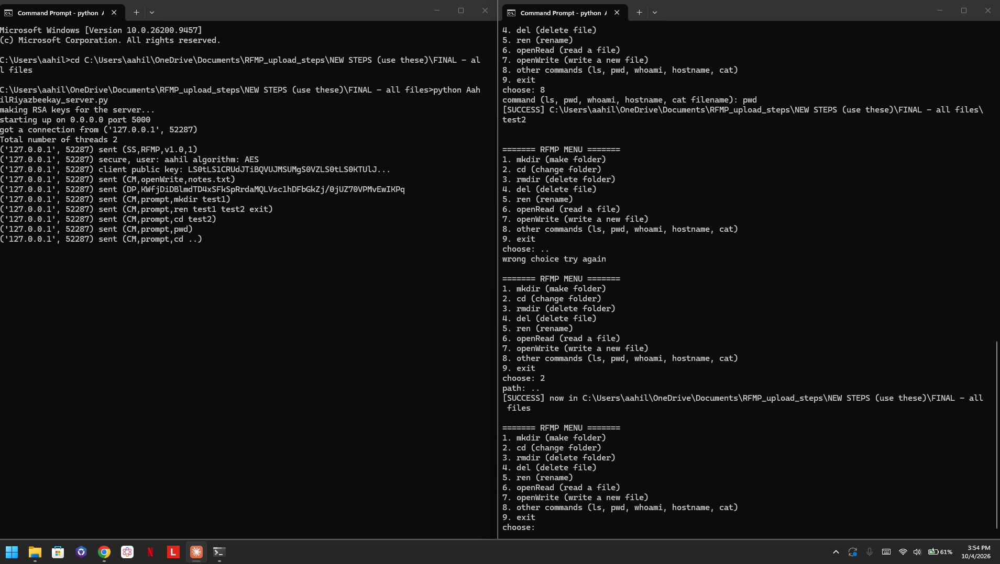 Command Prompt - python  A
Microsoft Windows [Version 10.0.26200.9457]
(c) Microsoft Corporation. All rights reserved.
C:\Users\aahil>cd C:\Users\aahil\OneDrive\Documents\RFMP_upload_steps\NEW STEPS (use these)\FINAL - al
l files
C:\Users\aahil\OneDrive\Documents\RFMP_upload_steps\NEW STEPS (use these)\FINAL - all files>python Aah
ilRiyazbeekay_server.py
making RSA keys for the server...
starting up on 0.0.0.0 port 5000
got a connection from ('127.0.0.1', 52287)
Total number of threads 2
('127.0.0.1', 52287) sent (SS,RFMP,v1.0,1)
('127.0.0.1', 52287) secure, user: aahil algorithm: AES
('127.0.0.1', 52287) client public key: LS0tLS1CRUdJTiBQVUJMSUMgS0VZLS0tLS0KTUlJ...
('127.0.0.1', 52287) sent (CM,openWrite,notes.txt)
('127.0.0.1', 52287) sent (DP,KWfjDiDBlmdTD4xSFkSpRrdaMQLVsc1hDFbGkZj/0jUZ70VPMvEwIKPq
('127.0.0.1', 52287) sent (CM,prompt,mkdir test1)
('127.0.0.1', 52287) sent (CM,prompt,ren test1 test2 exit)
('127.0.0.1', 52287) sent (CM,prompt,cd test2)
('127.0.0.1', 52287) sent (CM,prompt,pwd)
('127.0.0.1', 52287) sent (CM,prompt,cd ..)
Command Prompt - python  A
4. del (delete file)
5. ren (rename)
6. openRead (read a file)
7. openWrite (write a new file)
8. other commands (ls, pwd, whoami, hostname, cat)
9. exit
choose: 8
command (ls, pwd, whoami, hostname, cat filename): pwd
[SUCCESS] C:\Users\aahil\OneDrive\Documents\RFMP_upload_steps\NEW STEPS (use these)\FINAL - all files\
test2
======= RFMP MENU =======
1. mkdir (make folder)
2. cd (change folder)
3. rmdir (delete folder)
4. del (delete file)
5. ren (rename)
6. openRead (read a file)
7. openWrite (write a new file)
8. other commands (ls, pwd, whoami, hostname, cat)
9. exit
choose: ..
wrong choice try again
======= RFMP MENU =======
1. mkdir (make folder)
2. cd (change folder)
3. rmdir (delete folder)
4. del (delete file)
5. ren (rename)
6. openRead (read a file)
7. openWrite (write a new file)
8. other commands (ls, pwd, whoami, hostname, cat)
9. exit
choose: 2
path: ..
[SUCCESS] now in C:\Users\aahil\OneDrive\Documents\RFMP_upload_steps\NEW STEPS (use these)\FINAL - all
files
======= RFMP MENU =======
1. mkdir (make folder)
2. cd (change folder)
3. rmdir (delete folder)
4. del (delete file)
5. ren (rename)
6. openRead (read a file)
7. openWrite (write a new file)
8. other commands (ls, pwd, whoami, hostname, cat)
9. exit
choose:
N
L
61%
3:54 PM
10/4/2026